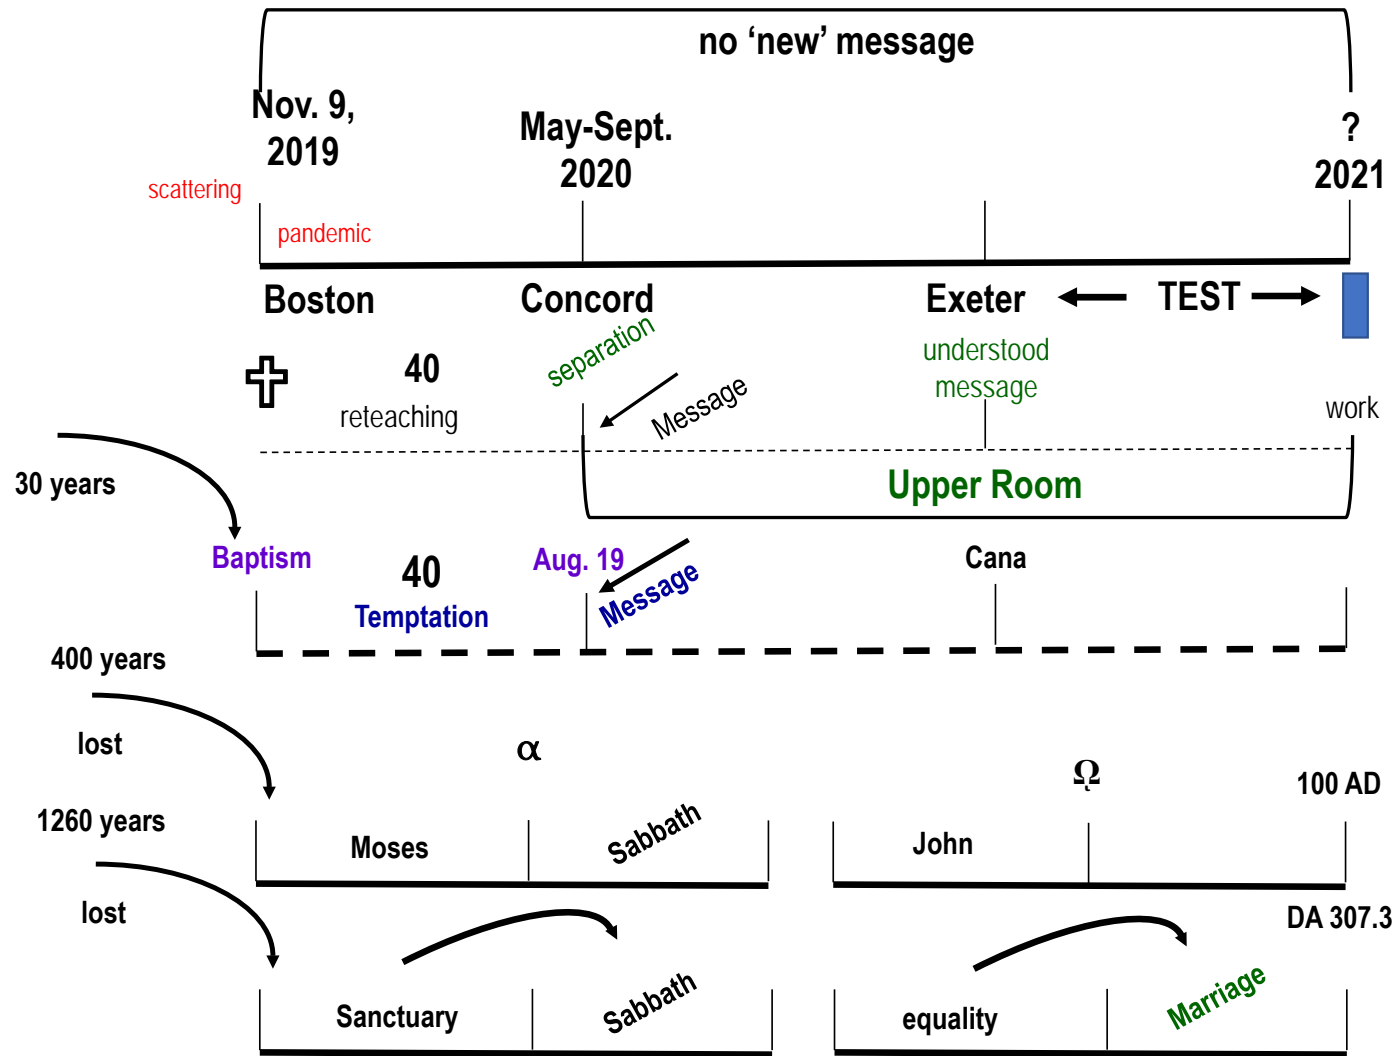 no ‘new’ message
Nov. 9,
2019
May-Sept.
2020
?
2021
scattering
pandemic
Boston
Concord
Exeter
TEST
separation
understood
message
40
reteaching
Message
work
30 years
Upper Room
Baptism
40
Temptation
Aug. 19
Message
Cana
400 years
lost
α
Ω
100 AD
1260 years
Moses
Sabbath
John
lost
DA 307.3
Sanctuary
Sabbath
equality
Marriage